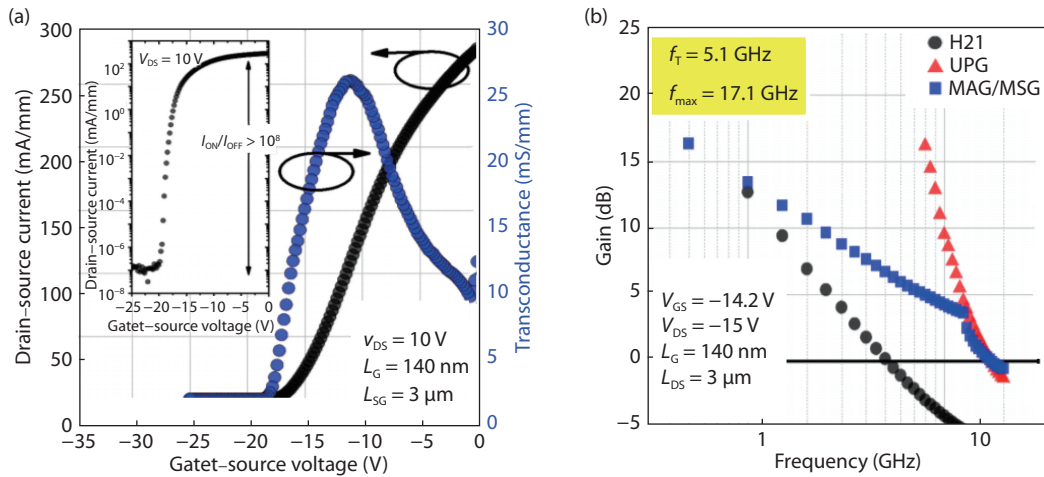 (a)
300
250
200
150
100
50
0
Drain−source current (mA/mm)
−35
−30
−25
−20
−15
−10
−5
0
Gatet−source voltage (V)
30
25
20
15
10
5
2
0
Transconductance (mS/mm)
V_DS = 10 V
L_G = 140 nm
L_SG = 3 μm
V_DS = 10 V
I_ON/I_OFF > 10^8
10^2
10^0
10^−2
10^−4
10^−6
10^−7
10^−8
Drain−source current (mA/mm)
−25
−20
−15
−10
−5
0
Gatet−source voltage (V)
(b)
f_T = 5.1 GHz
f_max = 17.1 GHz
H21
UPG
MAG/MSG
25
20
15
10
5
0
−5
Gain (dB)
V_GS = −14.2 V
V_DS = −15 V
L_G = 140 nm
L_DS = 3 μm
1
10
Frequency (GHz)